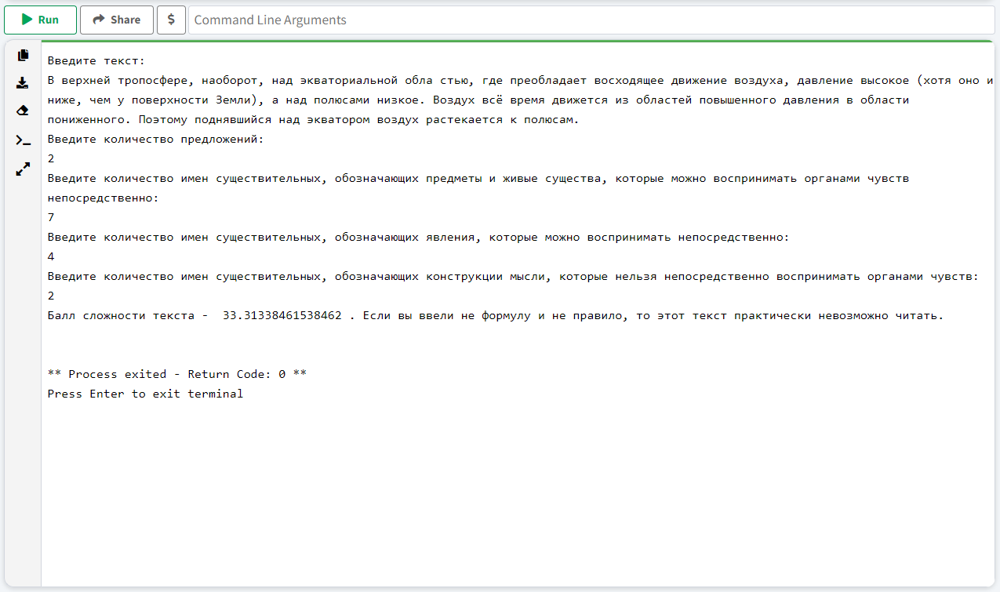 Run Share $ Command Line Arguments
Введите текст:
В верхней тропосфере, наоборот, над экваториальной обла стью, где преобладает восходящее движение воздуха, давление высокое (хотя оно и
ниже, чем у поверхности Земли), а над полюсами низкое. Воздух всё время движется из областей повышенного давления в области
пониженного. Поэтому поднявшийся над экватором воздух растекается к полюсам.
Введите количество предложений:
2
Введите количество имен существительных, обозначающих предметы и живые существа, которые можно воспринимать органами чувств
непосредственно:
7
Введите количество имен существительных, обозначающих явления, которые можно воспринимать непосредственно:
4
Введите количество имен существительных, обозначающих конструкции мысли, которые нельзя непосредственно воспринимать органами чувств:
2
Балл сложности текста -  33.31338461538462 . Если вы ввели не формулу и не правило, то этот текст практически невозможно читать.
** Process exited - Return Code: 0 **
Press Enter to exit terminal